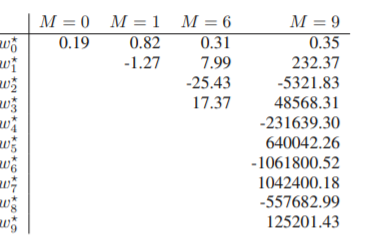 M = 0 M = 1 M = 6 M = 9
w₀* 0.19 0.82 0.31 0.35
w₁* -1.27 7.99 232.37
w₂* -25.43 -5321.83
w₃* 17.37 48568.31
w₄* -231639.30
w₅* 640042.26
w₆* -1061800.52
w₇* 1042400.18
w₈* -557682.99
w₉* 125201.43